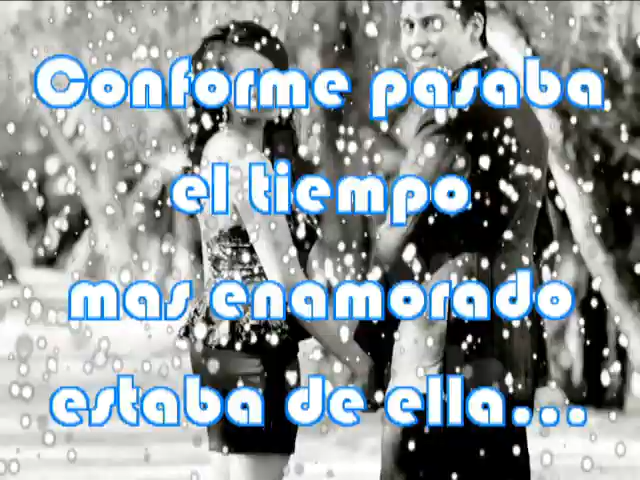 Conforme pasaba
el tiempo
mas enamorado
estaba de ella...